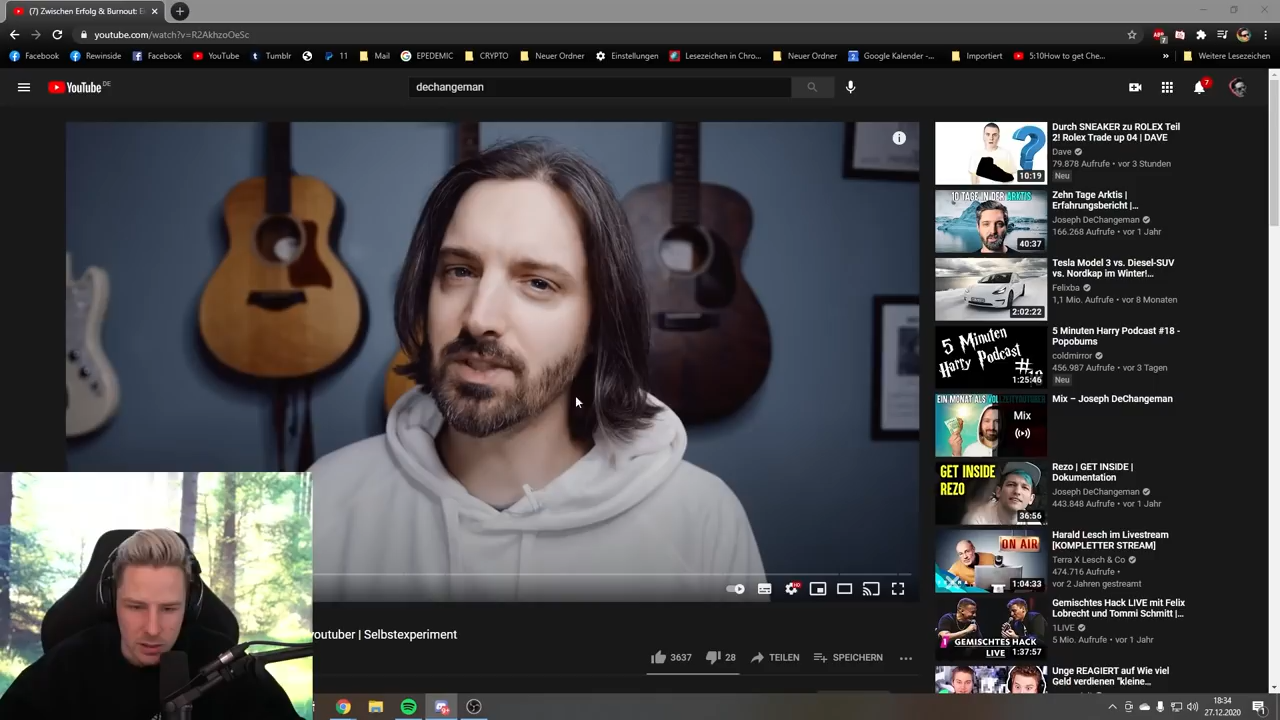 (7) Zwischen Erfolg & Burnout: E
youtube.com/watch?v=R2AkhzoOeSc
Facebook
Rewinside
Facebook
YouTube
Tumblr
11
Mail
EPEDEMIC
CRYPTO
Neuer Ordner
Einstellungen
Lesezeichen in Chro...
Neuer Ordner
Google Kalender -...
Importiert
5:10How to get Che...
Weitere Lesezeichen
YouTube DE
dechangeman
7
Durch SNEAKER zu ROLEX Teil
2! Rolex Trade up 04 | DAVE
Dave
79.878 Aufrufe • vor 3 Stunden
Neu
10:19
10 TAGE IN DER ARKTIS
40:37
Zehn Tage Arktis |
Erfahrungsbericht |...
Joseph DeChangeman
166.268 Aufrufe • vor 1 Jahr
2:02:22
Tesla Model 3 vs. Diesel-SUV
vs. Nordkap im Winter!...
Felixba
1,1 Mio. Aufrufe • vor 8 Monaten
5 Minuten
Harry Podcast
1:25:46
5 Minuten Harry Podcast #18 -
Popobums
coldmirror
456.987 Aufrufe • vor 3 Tagen
Neu
EIN MONAT ALS
Mix
Mix – Joseph DeChangeman
GET INSIDE
REZO
36:56
Rezo | GET INSIDE |
Dokumentation
Joseph DeChangeman
443.848 Aufrufe • vor 1 Jahr
ON AIR
1:04:33
Harald Lesch im Livestream
[KOMPLETTER STREAM]
Terra X Lesch & Co
474.716 Aufrufe •
vor 2 Jahren gestreamt
GEMISCHTES HACK
LIVE
1:37:57
Gemischtes Hack LIVE mit Felix
Lobrecht und Tommi Schmitt |...
1LIVE
5 Mio. Aufrufe • vor 1 Jahr
Unge REAGIERT auf Wie viel
Geld verdienen "kleine...
HD
youtuber | Selbstexperiment
3637
28
TEILEN
SPEICHERN
18:34
27.12.2020